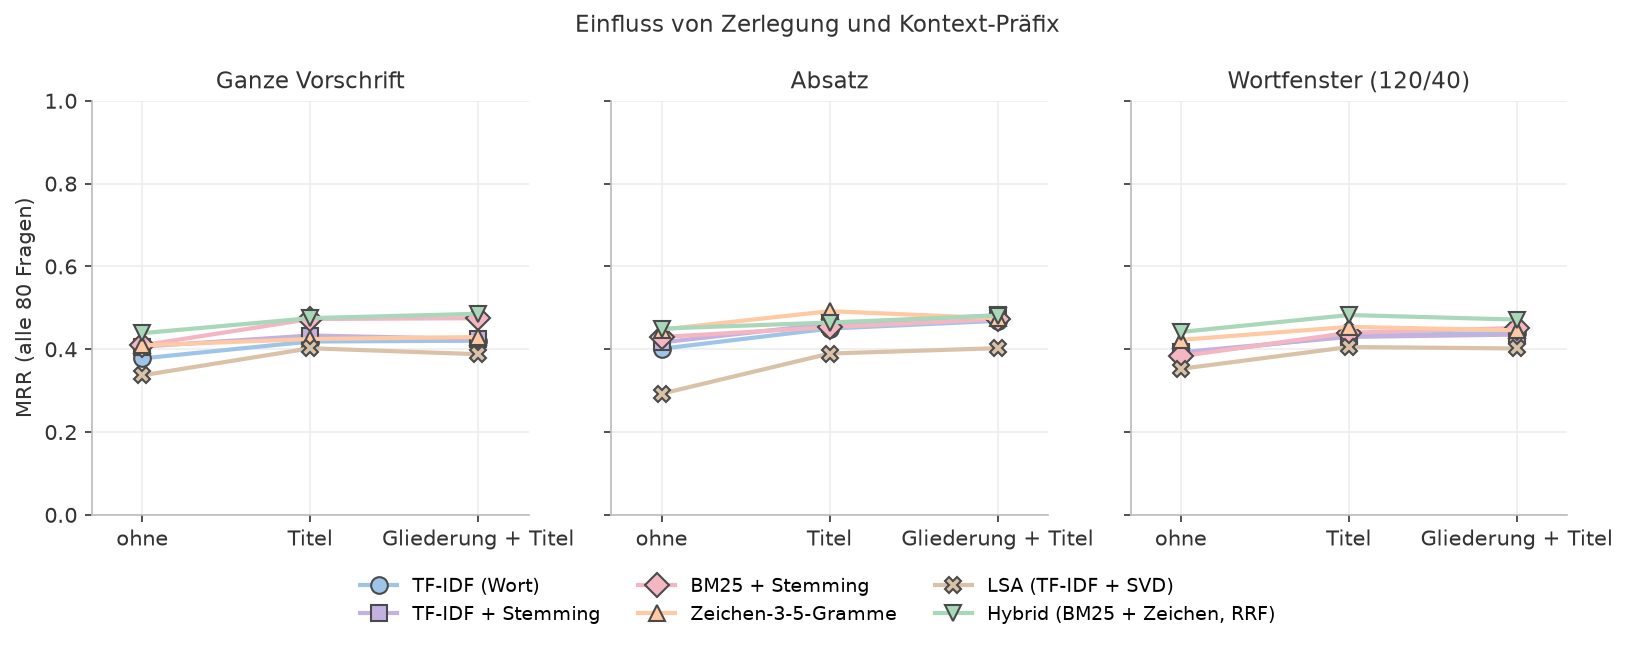 Einfluss von Zerlegung und Kontext-Präfix
Ganze Vorschrift
Absatz
Wortfenster (120/40)
MRR (alle 80 Fragen)
1.0
0.8
0.6
0.4
0.2
0.0
ohne Titel Gliederung + Titel
ohne Titel Gliederung + Titel
ohne Titel Gliederung + Titel
TF-IDF (Wort)
TF-IDF + Stemming
BM25 + Stemming
Zeichen-3-5-Gramme
LSA (TF-IDF + SVD)
Hybrid (BM25 + Zeichen, RRF)